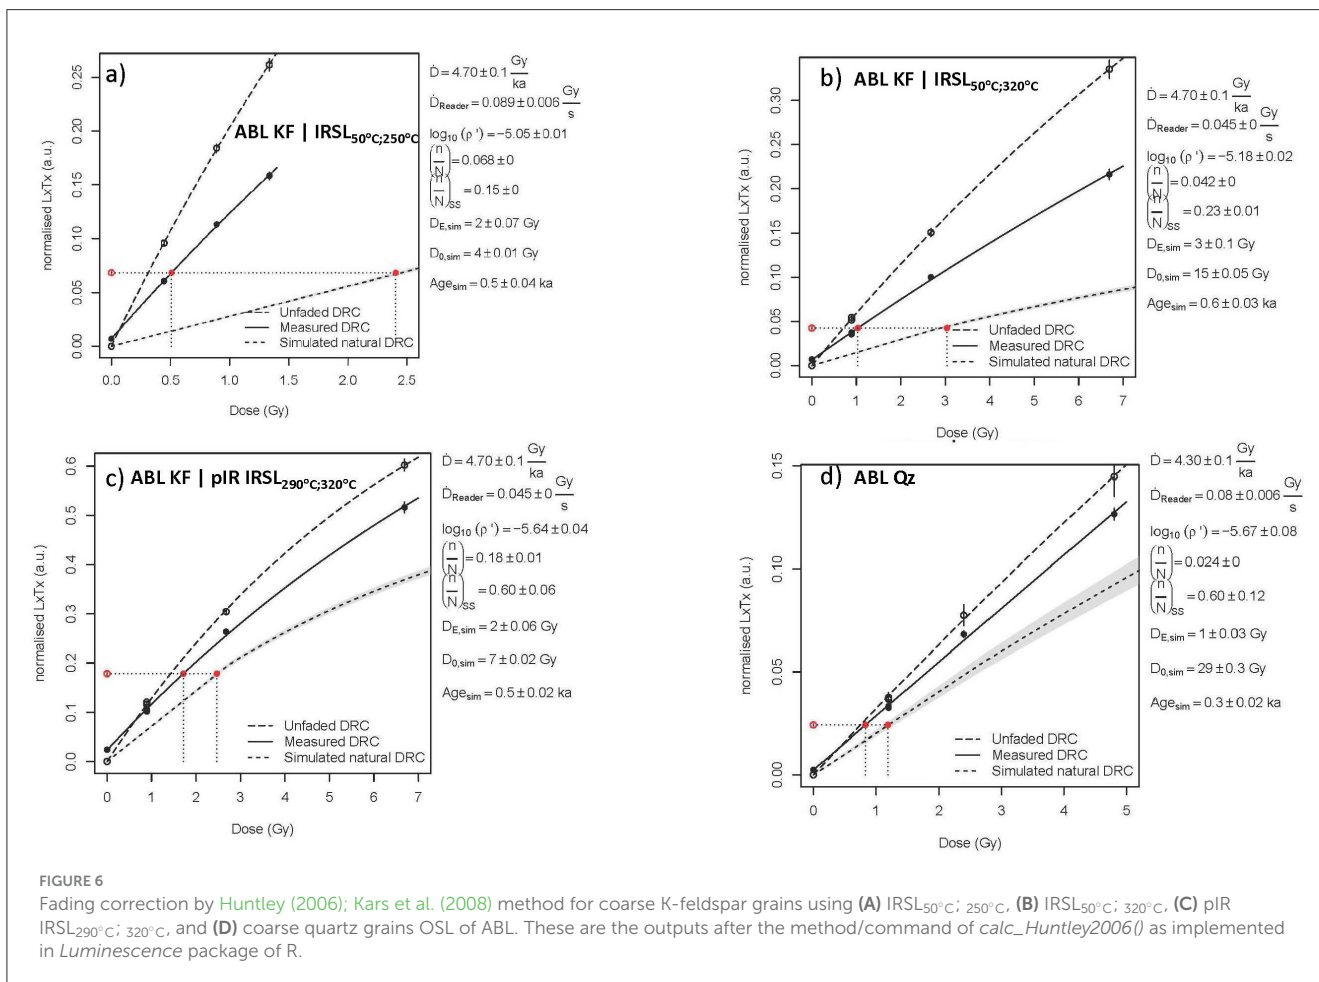 a)
ABL KF | IRSL50°C;250°C
normalised LxTx (a.u.)
0.25
0.20
0.15
0.10
0.05
0.00
Unfaded DRC
Measured DRC
Simulated natural DRC
0.0 0.5 1.0 1.5 2.0 2.5
Dose (Gy)
Ḋ = 4.70 ± 0.1 Gy/ka
ḊReader = 0.089 ± 0.006 Gy/s
log10 (ρ') = −5.05 ± 0.01
(n/N) = 0.068 ± 0
(n/N)SS = 0.15 ± 0
DE,sim = 2 ± 0.07 Gy
D0,sim = 4 ± 0.01 Gy
Agesim = 0.5 ± 0.04 ka
b) ABL KF | IRSL50°C;320°C
normalised LxTx (a.u.)
0.30
0.25
0.20
0.15
0.10
0.05
0.00
Unfaded DRC
Measured DRC
Simulated natural DRC
0 1 2 3 4 5 6 7
Dose (Gy)
Ḋ = 4.70 ± 0.1 Gy/ka
ḊReader = 0.045 ± 0 Gy/s
log10 (ρ') = −5.18 ± 0.02
(n/N) = 0.042 ± 0
(n/N)SS = 0.23 ± 0.01
DE,sim = 3 ± 0.1 Gy
D0,sim = 15 ± 0.05 Gy
Agesim = 0.6 ± 0.03 ka
c) ABL KF | pIR IRSL290°C;320°C
normalised LxTx (a.u.)
0.6
0.5
0.4
0.3
0.2
0.1
0.0
Unfaded DRC
Measured DRC
Simulated natural DRC
0 1 2 3 4 5 6 7
Dose (Gy)
Ḋ = 4.70 ± 0.1 Gy/ka
ḊReader = 0.045 ± 0 Gy/s
log10 (ρ') = −5.64 ± 0.04
(n/N) = 0.18 ± 0.01
(n/N)SS = 0.60 ± 0.06
DE,sim = 2 ± 0.06 Gy
D0,sim = 7 ± 0.02 Gy
Agesim = 0.5 ± 0.02 ka
d) ABL Qz
normalised LxTx (a.u.)
0.15
0.10
0.05
0.00
Unfaded DRC
Measured DRC
Simulated natural DRC
0 1 2 3 4 5
Dose (Gy)
Ḋ = 4.30 ± 0.1 Gy/ka
ḊReader = 0.08 ± 0.006 Gy/s
log10 (ρ') = −5.67 ± 0.08
(n/N) = 0.024 ± 0
(n/N)SS = 0.60 ± 0.12
DE,sim = 1 ± 0.03 Gy
D0,sim = 29 ± 0.3 Gy
Agesim = 0.3 ± 0.02 ka
FIGURE 6
Fading correction by Huntley (2006); Kars et al. (2008) method for coarse K-feldspar grains using (A) IRSL50°C; 250°C, (B) IRSL50°C; 320°C, (C) pIR
IRSL290°C; 320°C, and (D) coarse quartz grains OSL of ABL. These are the outputs after the method/command of calc_Huntley2006() as implemented
in Luminescence package of R.